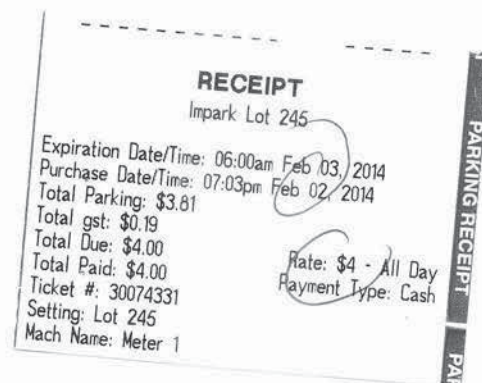 RECEIPT
Impark Lot 245
Expiration Date/Time: 06:00am Feb 03, 2014
Purchase Date/Time: 07:03pm Feb 02, 2014
Total Parking: $3.81
Total gst: $0.19
Total Due: $4.00
Rate: $4 - All Day
Total Paid: $4.00
Payment Type: Cash
Ticket #: 30074331
Setting: Lot 245
Mach Name: Meter 1
PARKING RECEIPT